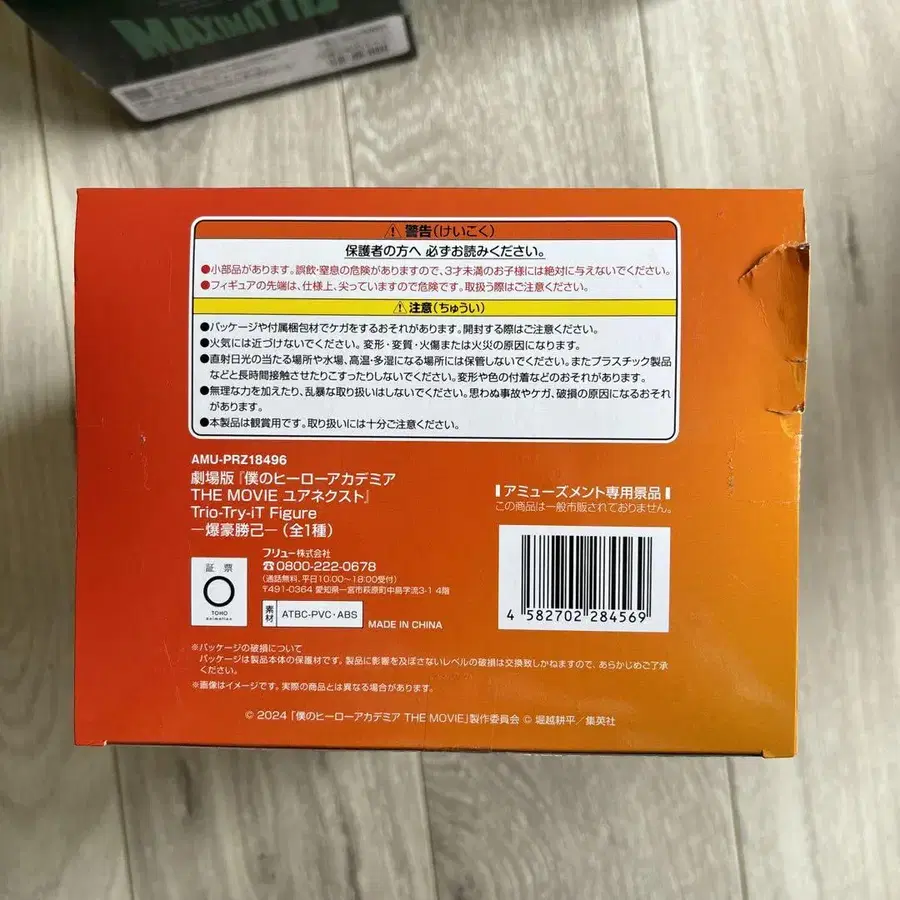 MAXIMATIC
⚠警告(けいこく)
保護者の方へ 必ずお読みください。
●小部品があります。誤飲・窒息の危険がありますので、3才未満のお子様には絶対に与えないでください。
●フィギュアの先端は、仕様上、尖っていますので危険です。取扱う際はご注意ください。
⚠注意(ちゅうい)
●パッケージや付属梱包材でケガをするおそれがあります。開封する際はご注意ください。
●火気には近づけないでください。変形・変質・火傷または火災の原因になります。
●直射日光の当たる場所や水場、高温・多湿になる場所には保管しないでください。またプラスチック製品
などと長時間接触させたりこすったりしないでください。変形や色の付着などのおそれがあります。
●無理な力を加えたり、乱暴な取り扱いはしないでください。思わぬ事故やケガ、破損の原因になるおそれ
があります。
●本製品は観賞用です。取り扱いには十分ご注意ください。
AMU-PRZ18496
劇場版『僕のヒーローアカデミア
THE MOVIE ユアネクスト』
Trio-Try-iT Figure
―爆豪勝己―(全1種)
アミューズメント専用景品
この商品は一般市販されておりません。
証票
TOHO
animation
フリュー株式会社
☎0800-222-0678
(通話無料、平日10:00〜18:00受付)
〒491-0364 愛知県一宮市萩原町中島字流3-1 4階
素材 ATBC-PVC・ABS
MADE IN CHINA
4 582702 284569
※パッケージの破損について
パッケージは製品本体の保護材です。製品に影響を及ぼさないレベルの破損は交換致しかねますので、あらかじめご了承
ください。
※画像はイメージです。実際の商品とは異なる場合があります。
© 2024「僕のヒーローアカデミア THE MOVIE」製作委員会 © 堀越耕平/集英社